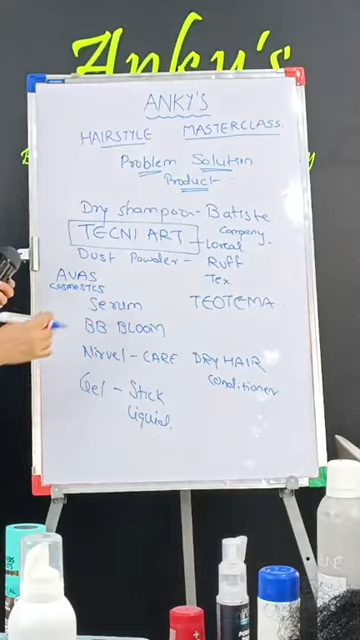 Anky's
ANKY'S
HAIRSTYLE MASTERCLASS.
Problem Solution
Product
Dry shampoo - Batiste
TECNI ART - Company
Loreal
Dust Powder - Ruff
Tex.
AVAS
COSMETICS
Serum TEOTEMA
BB BLOOM
Nirvel - CARE DRY HAIR
Conditioner
Gel - Stick
Liquid.